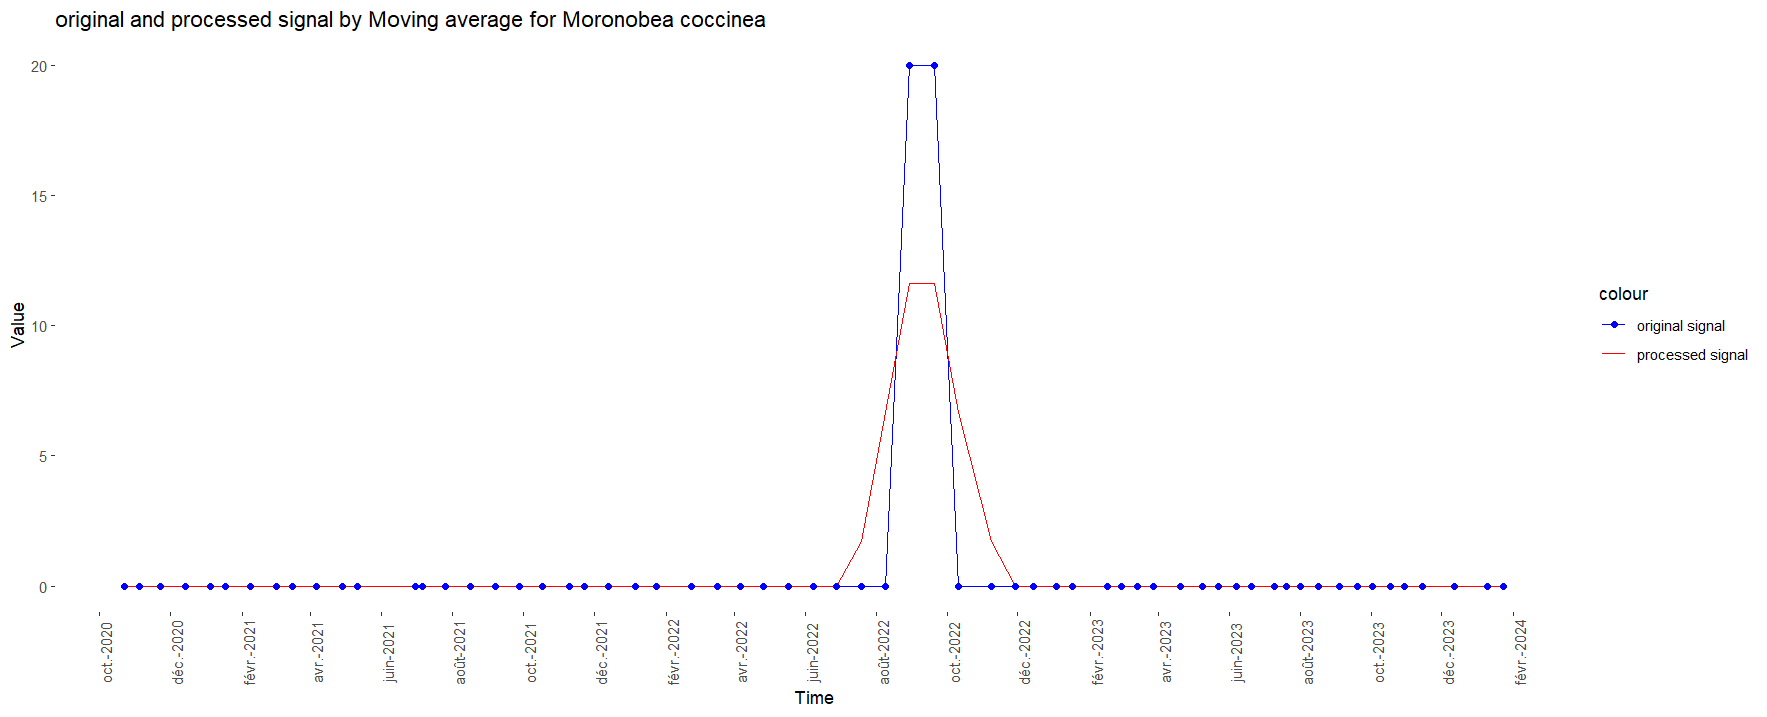 original and processed signal by Moving average for Moronobea coccinea
20
15
10
5
0
Value
oct.-2020
déc.-2020
févr.-2021
avr.-2021
juin-2021
août-2021
oct.-2021
déc.-2021
févr.-2022
avr.-2022
juin-2022
août-2022
oct.-2022
déc.-2022
févr.-2023
avr.-2023
juin-2023
août-2023
oct.-2023
déc.-2023
févr.-2024
Time
colour
original signal
processed signal